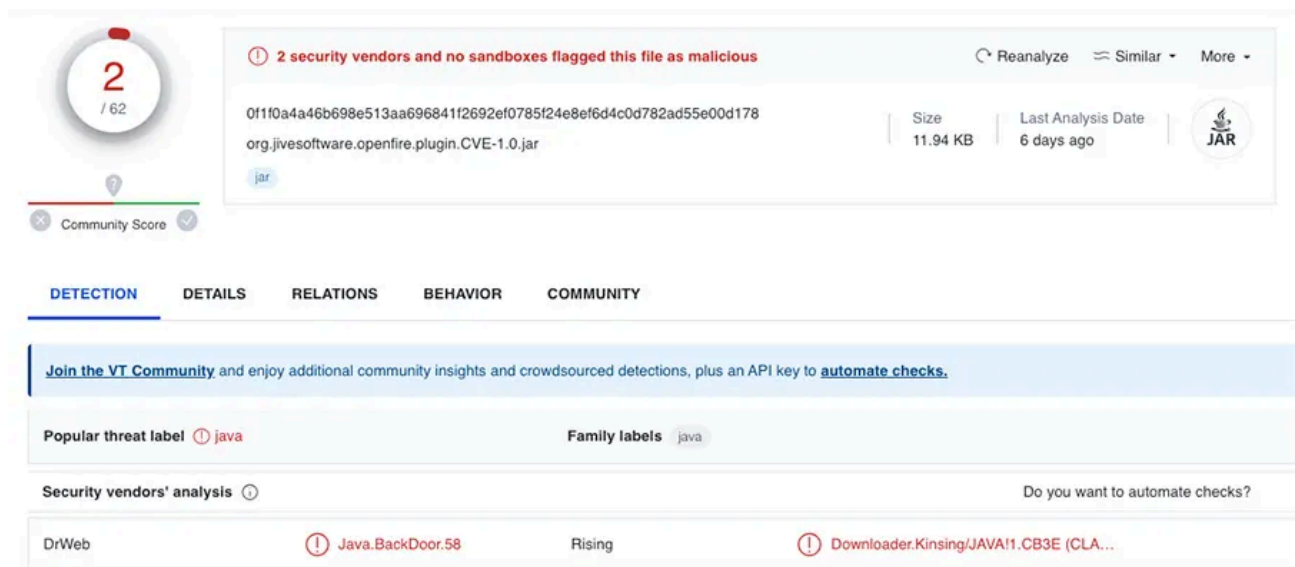 2
/ 62
Community Score
2 security vendors and no sandboxes flagged this file as malicious
Reanalyze Similar More
0f1f0a4a46b698e513aa696841f2692ef0785f24e8ef6d4c0d782ad55e00d178
org.jivesoftware.openfire.plugin.CVE-1.0.jar
jar
Size
11.94 KB
Last Analysis Date
6 days ago
JAR
DETECTION DETAILS RELATIONS BEHAVIOR COMMUNITY
Join the VT Community and enjoy additional community insights and crowdsourced detections, plus an API key to automate checks.
Popular threat label java Family labels java
Security vendors' analysis Do you want to automate checks?
DrWeb Java.BackDoor.58 Rising Downloader.Kinsing/JAVA!1.CB3E (CLA...